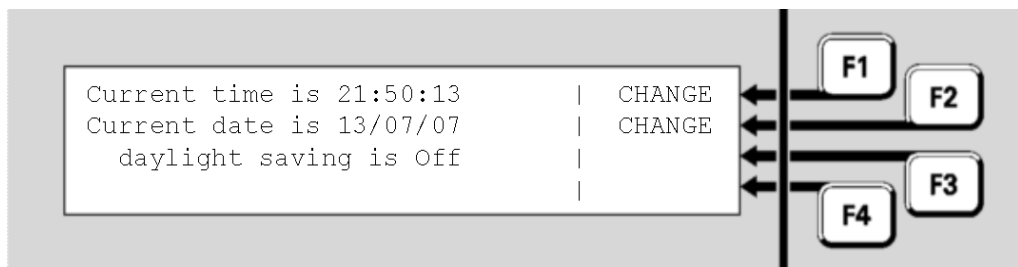 Current time is 21:50:13 | CHANGE
Current date is 13/07/07 | CHANGE
daylight saving is Off |
|
F1
F2
F3
F4